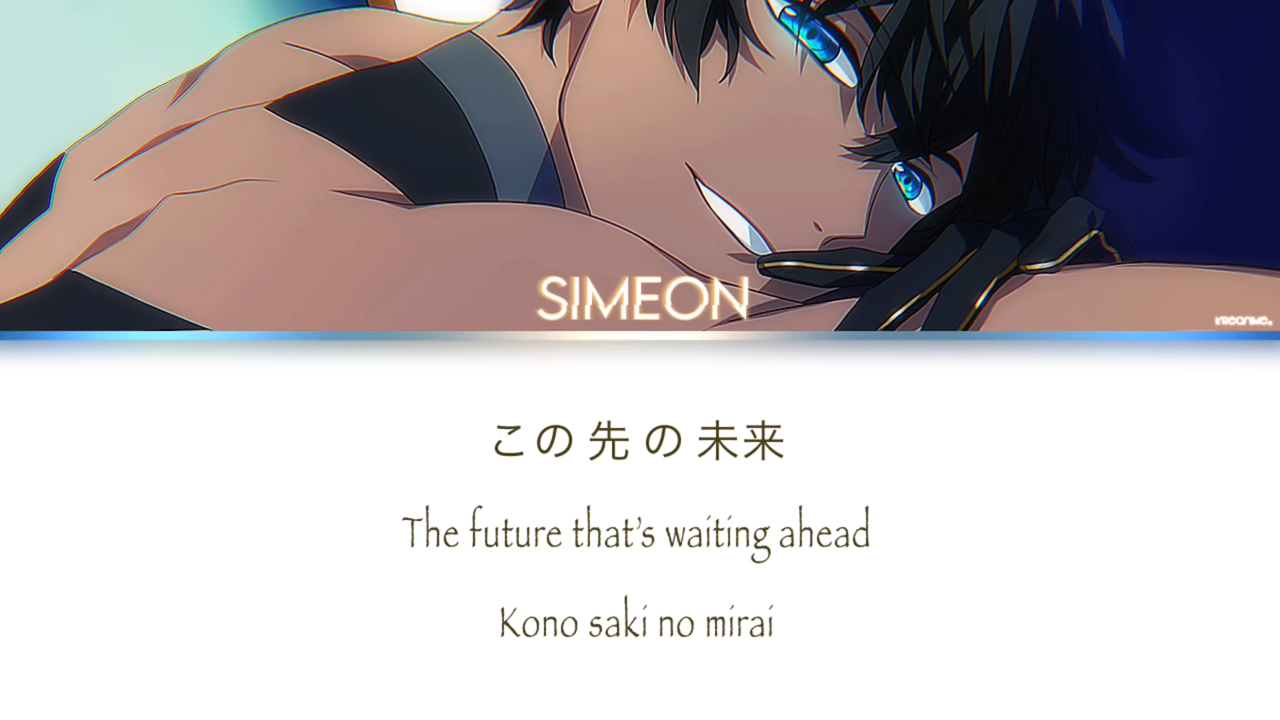 SIMEON
この 先 の 未来
The future that's waiting ahead
Kono saki no mirai